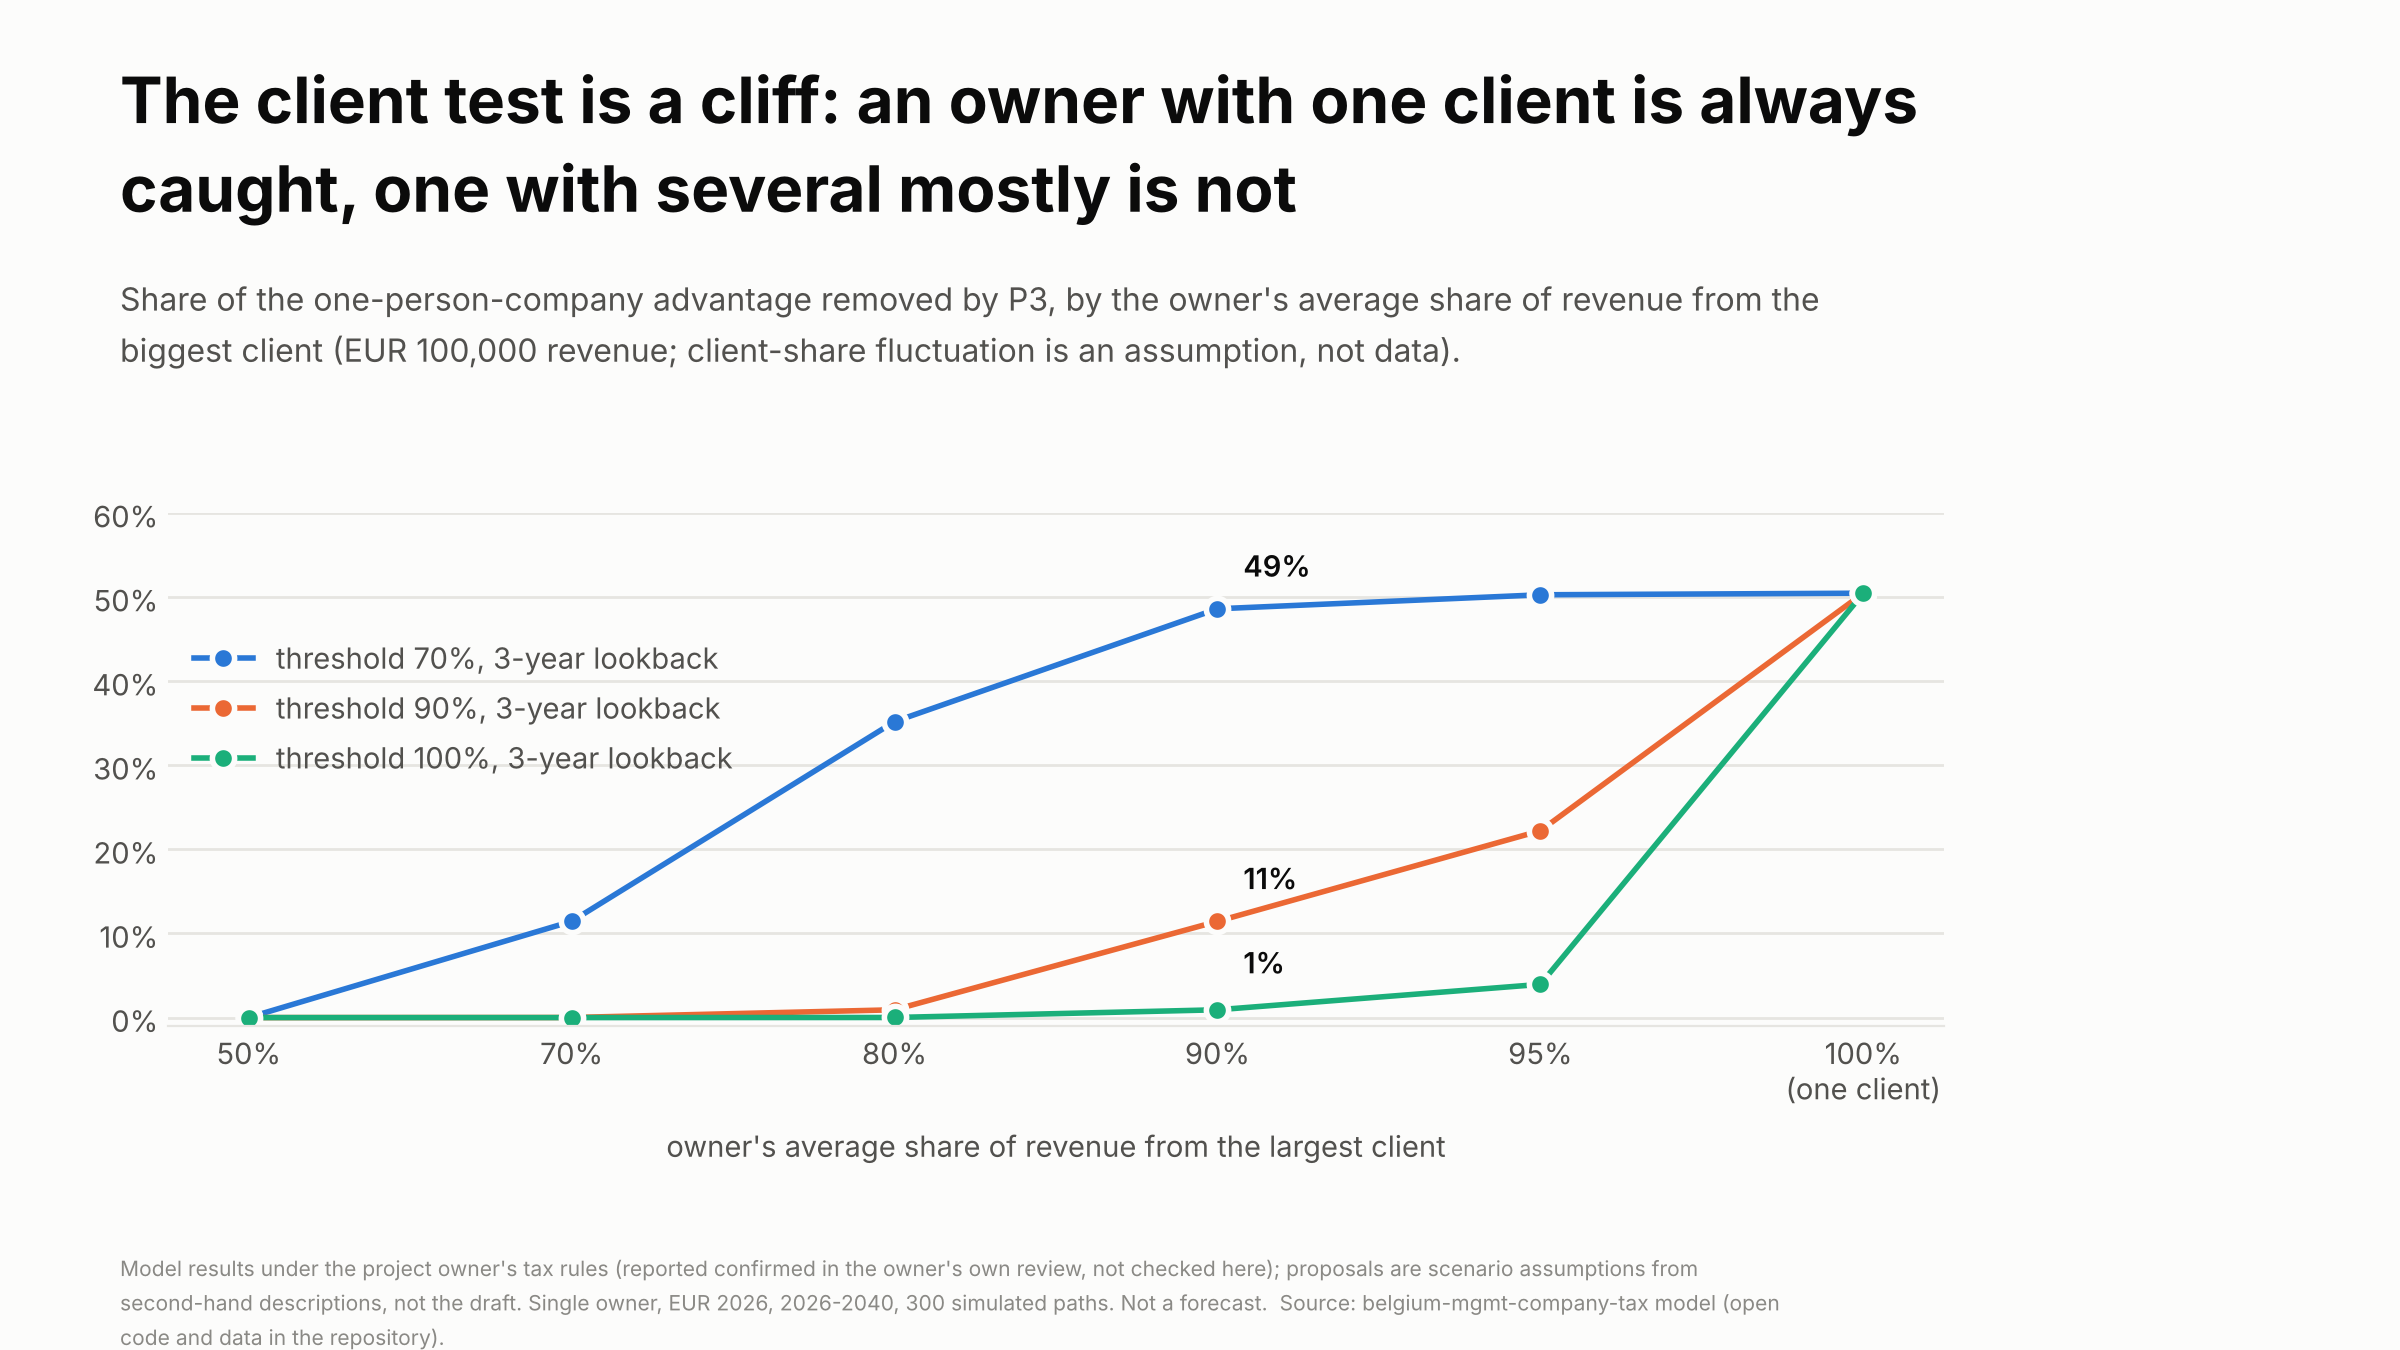 The client test is a cliff: an owner with one client is always
caught, one with several mostly is not
Share of the one-person-company advantage removed by P3, by the owner's average share of revenue from the
biggest client (EUR 100,000 revenue; client-share fluctuation is an assumption, not data).
60%
50%
40%
30%
20%
10%
0%
threshold 70%, 3-year lookback
threshold 90%, 3-year lookback
threshold 100%, 3-year lookback
49%
11%
1%
50%
70%
80%
90%
95%
100%
(one client)
owner's average share of revenue from the largest client
Model results under the project owner's tax rules (reported confirmed in the owner's own review, not checked here); proposals are scenario assumptions from
second-hand descriptions, not the draft. Single owner, EUR 2026, 2026-2040, 300 simulated paths. Not a forecast.  Source: belgium-mgmt-company-tax model (open
code and data in the repository).